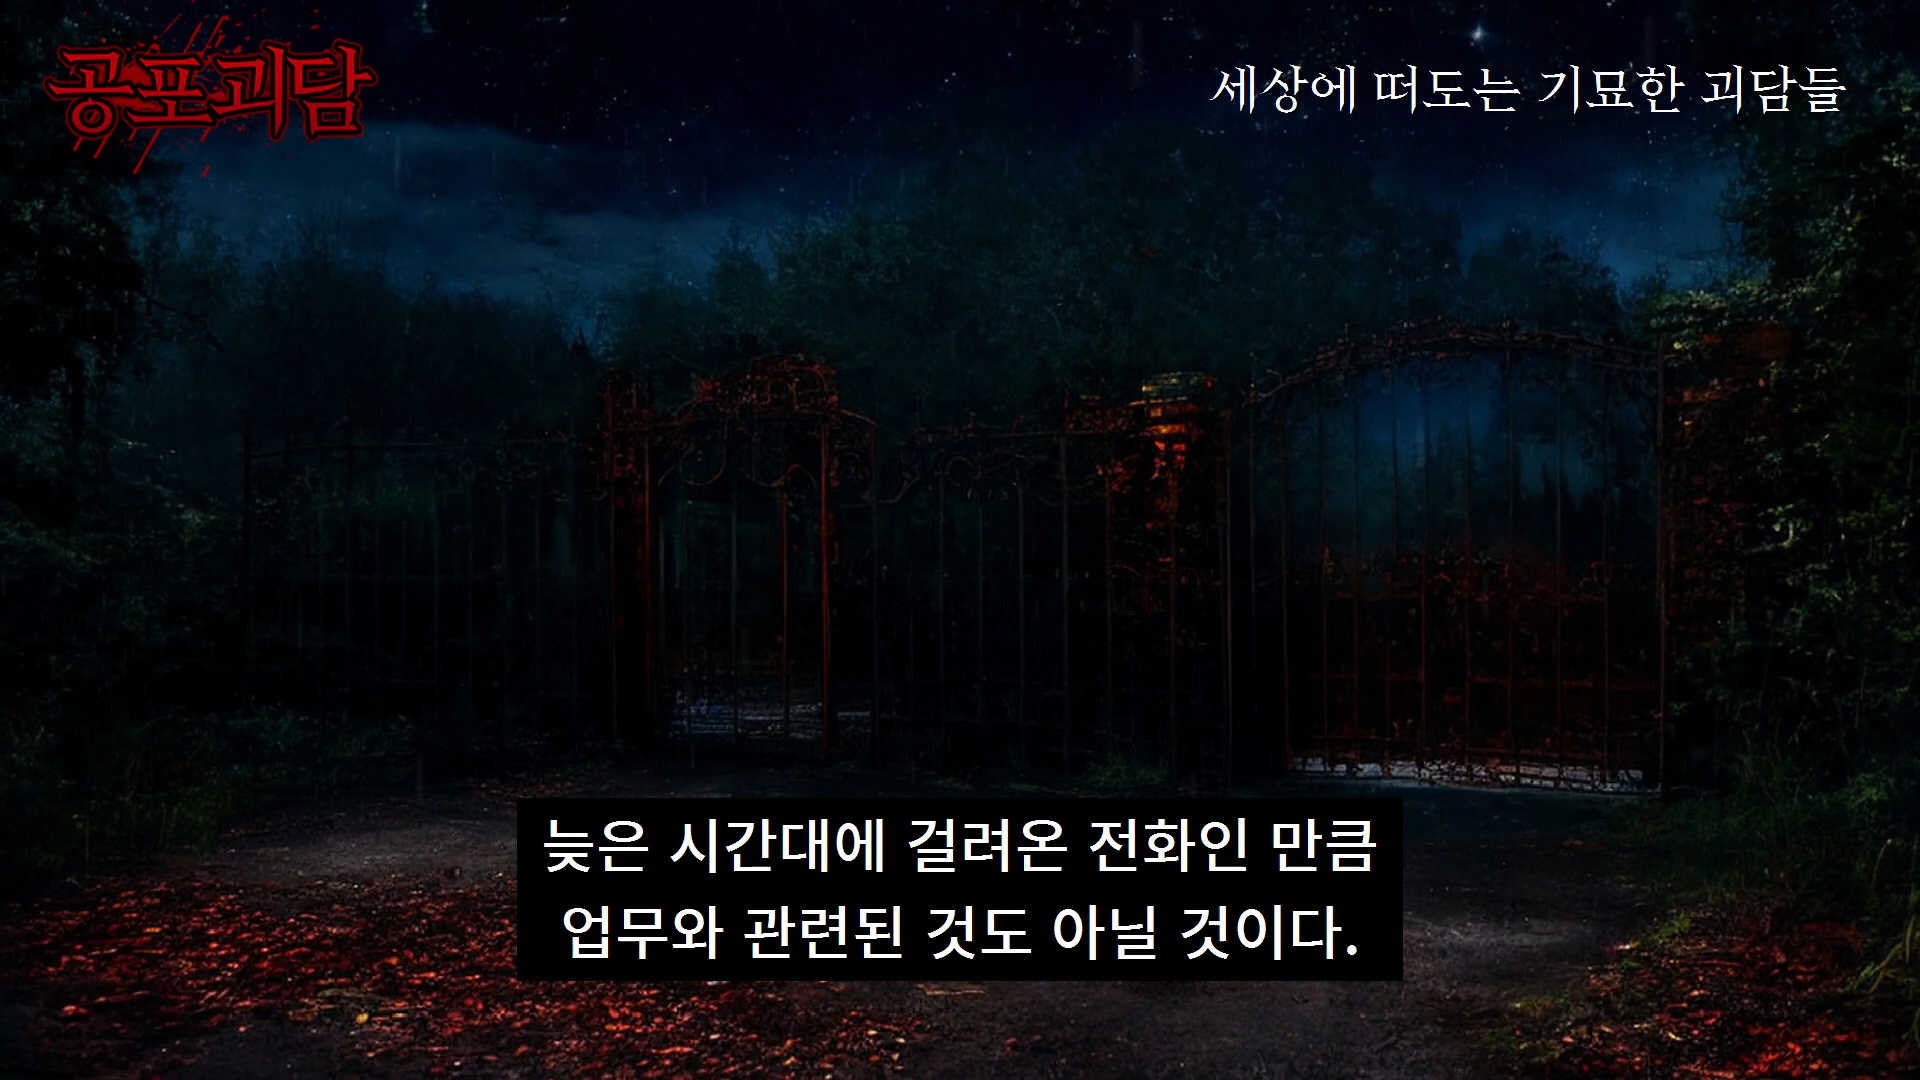 공포괴담
세상에 떠도는 기묘한 괴담들
늦은 시간대에 걸려온 전화인 만큼
업무와 관련된 것도 아닐 것이다.